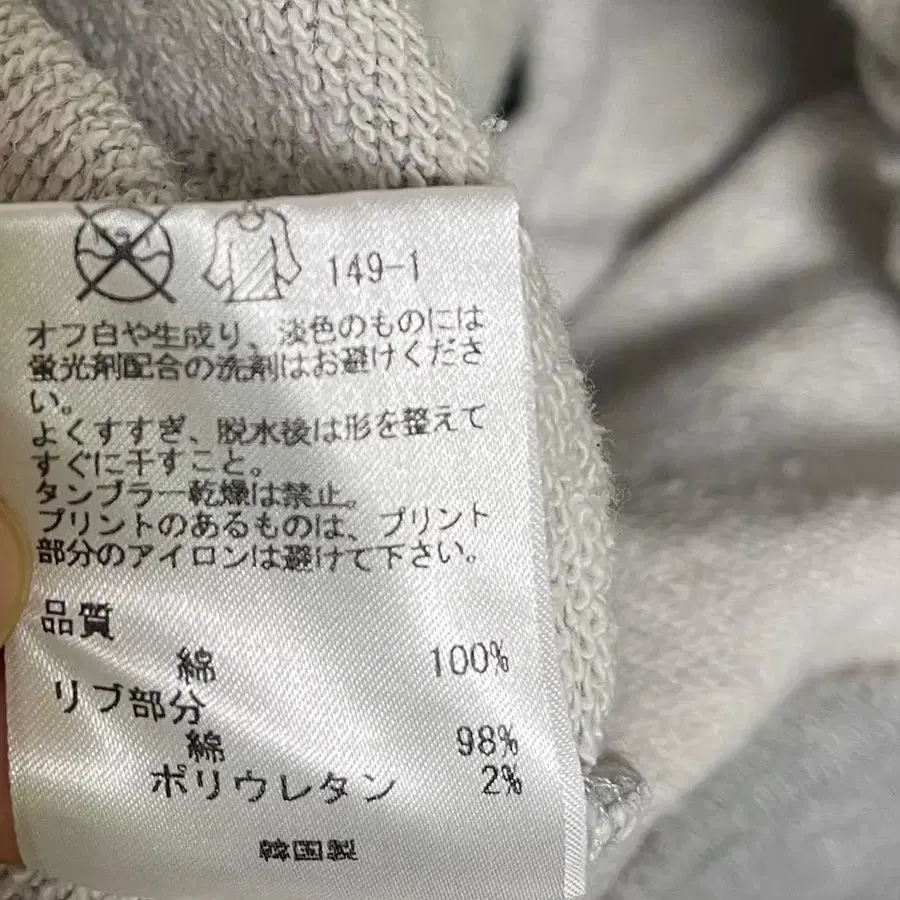 149-1
オフ白や生成り、淡色のものには
蛍光剤配合の洗剤はお避けくださ
い。
よくすすぎ、脱水後は形を整えて
すぐに干すこと。
タンブラー乾燥は禁止。
プリントのあるものは、プリント
部分のアイロンは避けて下さい。
品質
綿 100%
リブ部分
綿 98%
ポリウレタン 2%
韓国製